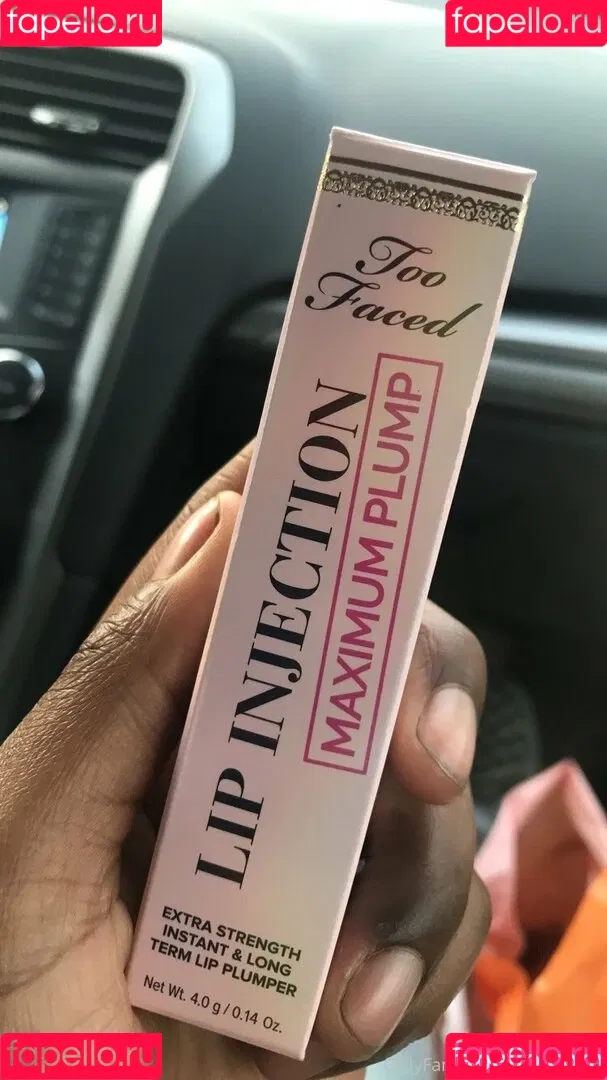 fapello.ru
fapello.ru
Too
Faced
LIP INJECTION
MAXIMUM PLUMP
EXTRA STRENGTH
INSTANT & LONG
TERM LIP PLUMPER
Net Wt. 4.0 g / 0.14 Oz.
fapello.ru
fapello.ru